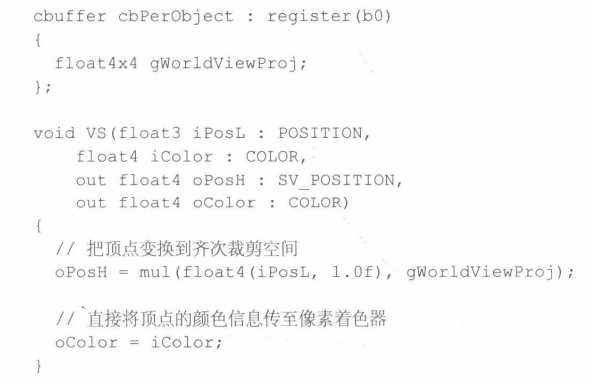 cbuffer cbPerObject : register(b0)
{
  float4x4 gWorldViewProj;
};

void VS(float3 iPosL : POSITION,
    float4 iColor : COLOR,
    out float4 oPosH : SV_POSITION,
    out float4 oColor : COLOR)
{
  // 把顶点变换到齐次裁剪空间
  oPosH = mul(float4(iPosL, 1.0f), gWorldViewProj);

  // 直接将顶点的颜色信息传至像素着色器
  oColor = iColor;
}